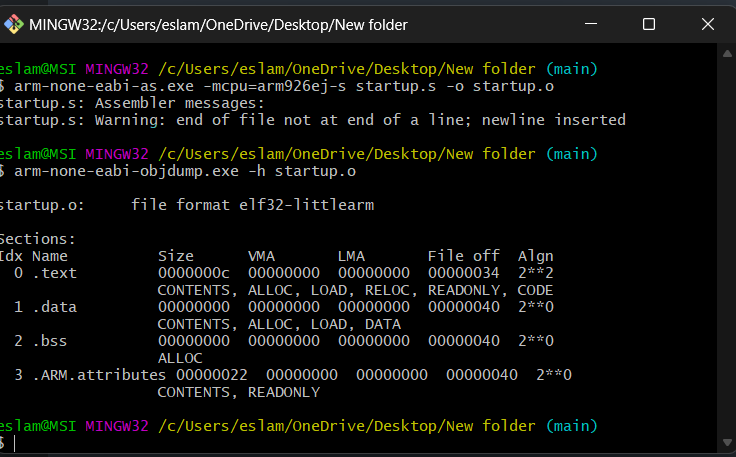 MINGW32:/c/Users/eslam/OneDrive/Desktop/New folder
eslam@MSI MINGW32 /c/Users/eslam/OneDrive/Desktop/New folder (main)
$ arm-none-eabi-as.exe -mcpu=arm926ej-s startup.s -o startup.o
startup.s: Assembler messages:
startup.s: Warning: end of file not at end of a line; newline inserted
eslam@MSI MINGW32 /c/Users/eslam/OneDrive/Desktop/New folder (main)
$ arm-none-eabi-objdump.exe -h startup.o
startup.o:     file format elf32-littlearm
Sections:
Idx Name          Size      VMA       LMA       File off  Algn
  0 .text         0000000c  00000000  00000000  00000034  2**2
                  CONTENTS, ALLOC, LOAD, RELOC, READONLY, CODE
  1 .data         00000000  00000000  00000000  00000040  2**0
                  CONTENTS, ALLOC, LOAD, DATA
  2 .bss          00000000  00000000  00000000  00000040  2**0
                  ALLOC
  3 .ARM.attributes 00000022  00000000  00000000  00000040  2**0
                  CONTENTS, READONLY
eslam@MSI MINGW32 /c/Users/eslam/OneDrive/Desktop/New folder (main)
$